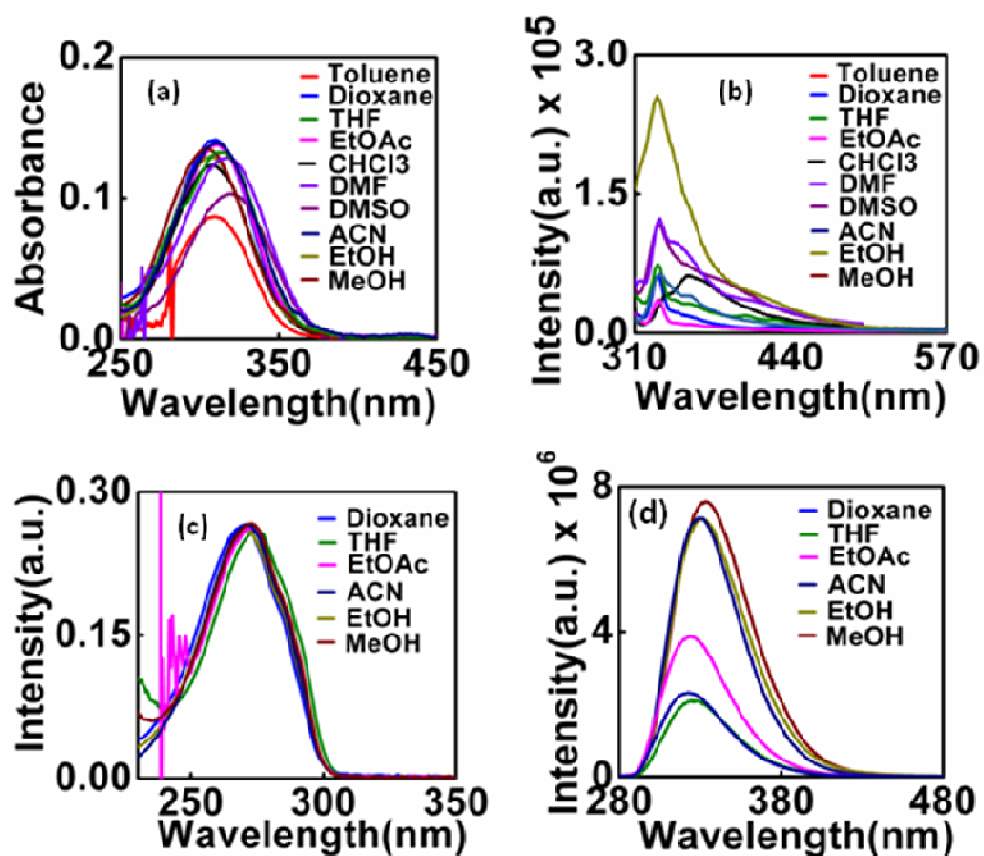 0.2
(a)
Toluene
Dioxane
THF
EtOAc
CHCl3
DMF
DMSO
ACN
EtOH
MeOH
Absorbance
0.1
0.0
250
350
450
Wavelength(nm)
3.0
(b)
Toluene
Dioxane
THF
EtOAc
CHCl3
DMF
DMSO
ACN
EtOH
MeOH
Intensity(a.u.) x 105
1.5
0.0
310
440
570
Wavelength(nm)
0.30
(c)
Dioxane
THF
EtOAc
ACN
EtOH
MeOH
Intensity(a.u.)
0.15
0.00
250
300
350
Wavelength(nm)
8
(d)
Dioxane
THF
EtOAc
ACN
EtOH
MeOH
Intensity(a.u.) x 10⁶
4
0
280
380
480
Wavelength(nm)